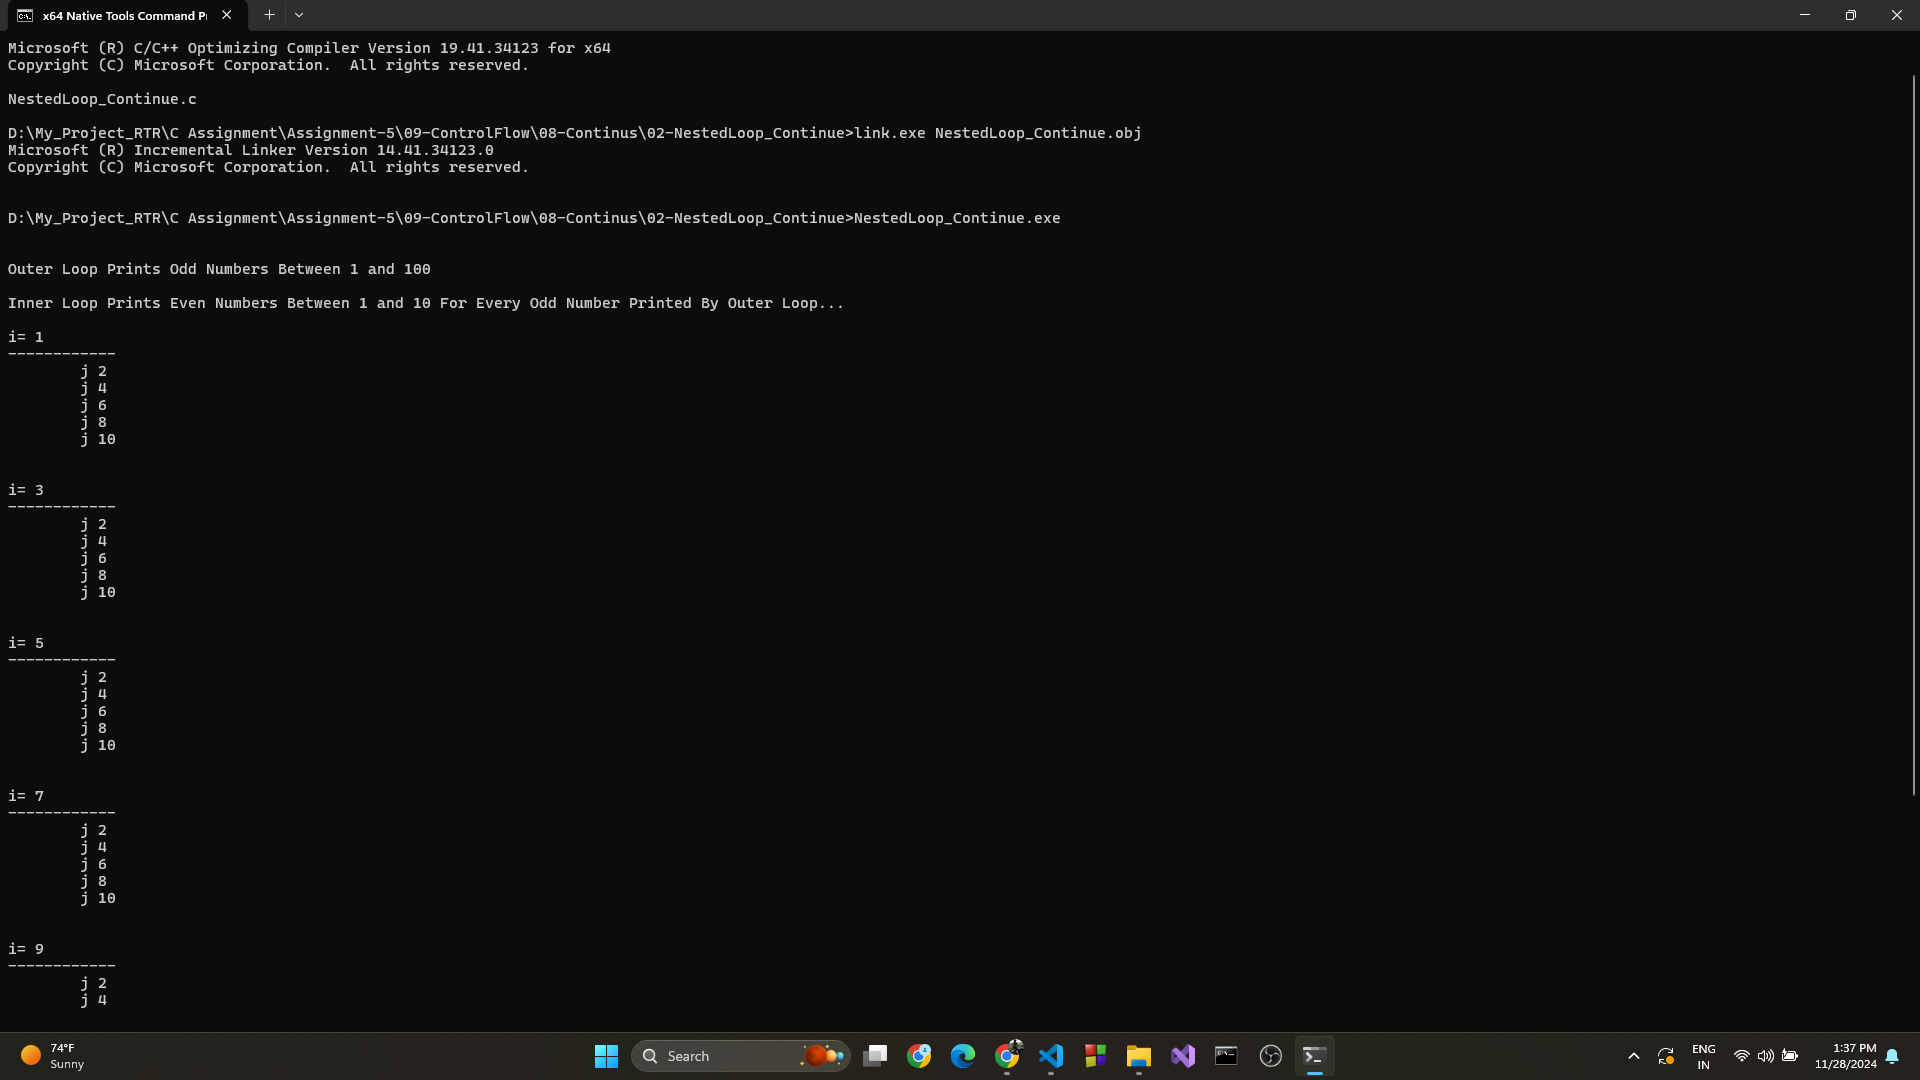 x64 Native Tools Command P
Microsoft (R) C/C++ Optimizing Compiler Version 19.41.34123 for x64
Copyright (C) Microsoft Corporation.  All rights reserved.
NestedLoop_Continue.c
D:\My_Project_RTR\C Assignment\Assignment-5\09-ControlFlow\08-Continus\02-NestedLoop_Continue>link.exe NestedLoop_Continue.obj
Microsoft (R) Incremental Linker Version 14.41.34123.0
Copyright (C) Microsoft Corporation.  All rights reserved.
D:\My_Project_RTR\C Assignment\Assignment-5\09-ControlFlow\08-Continus\02-NestedLoop_Continue>NestedLoop_Continue.exe
Outer Loop Prints Odd Numbers Between 1 and 100
Inner Loop Prints Even Numbers Between 1 and 10 For Every Odd Number Printed By Outer Loop...
i= 1
------------
j 2
j 4
j 6
j 8
j 10
i= 3
------------
j 2
j 4
j 6
j 8
j 10
i= 5
------------
j 2
j 4
j 6
j 8
j 10
i= 7
------------
j 2
j 4
j 6
j 8
j 10
i= 9
------------
j 2
j 4
74°F
Sunny
Search
ENG
IN
1:37 PM
11/28/2024